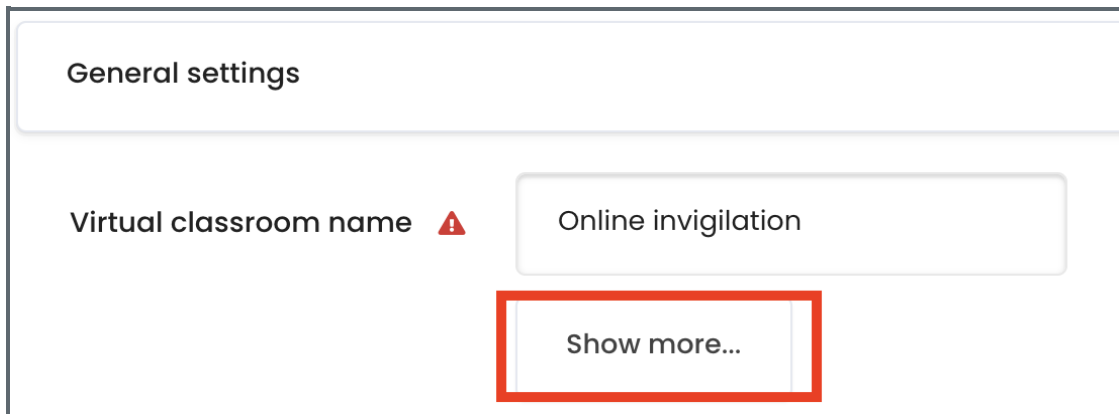 General settings
Virtual classroom name
Online invigilation
Show more...